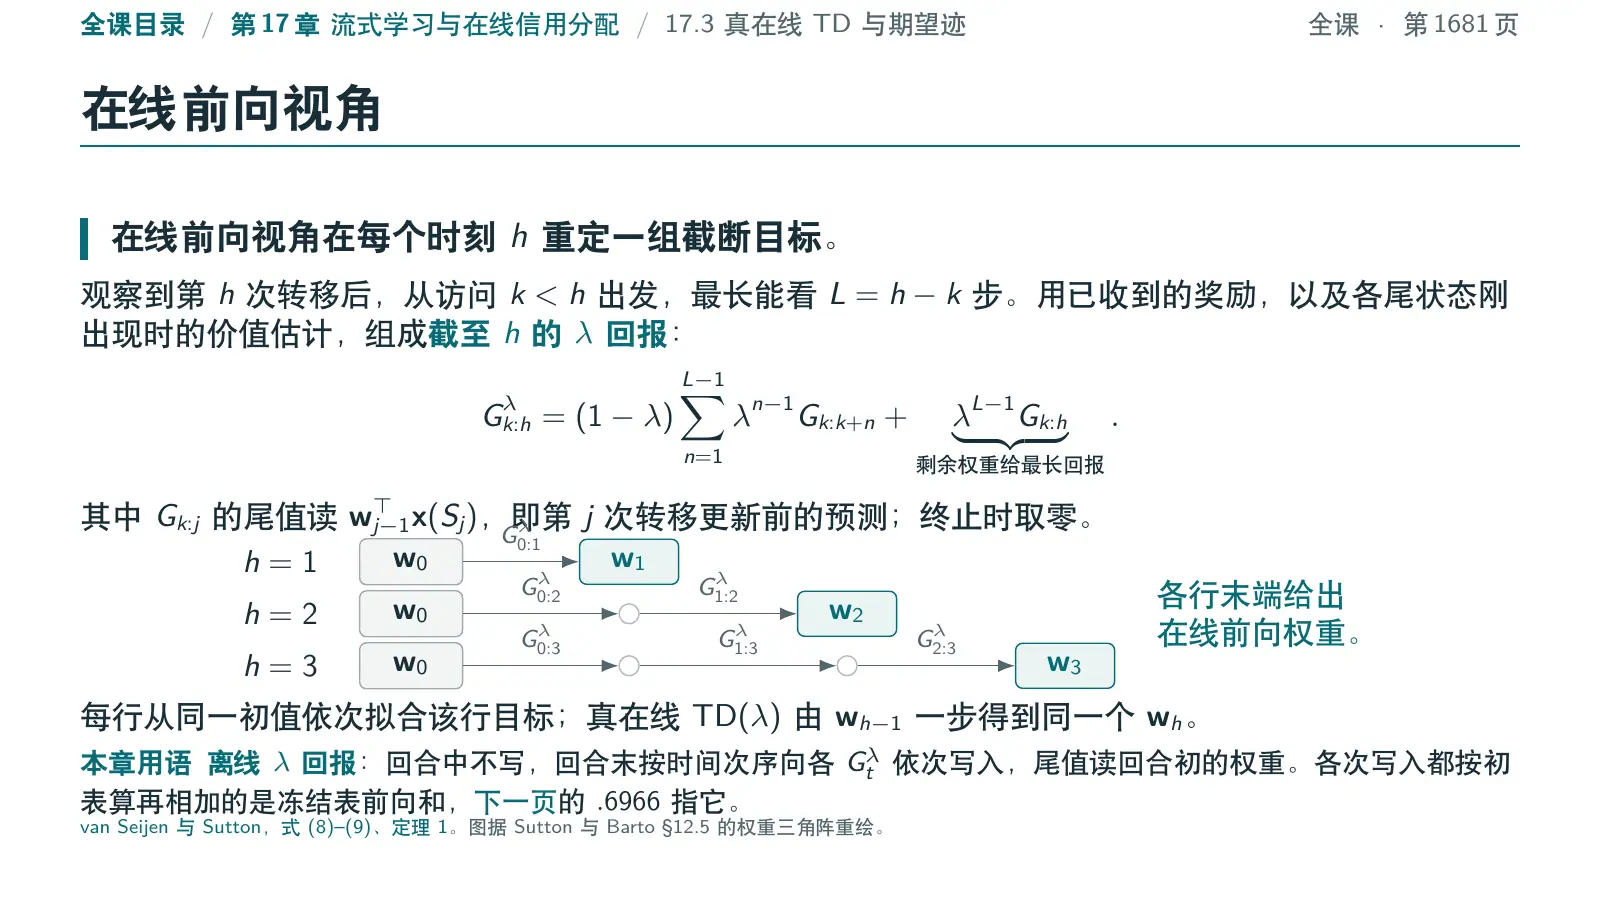 全课目录 / 第17章 流式学习与在线信用分配 / 17.3 真在线 TD 与期望迹
全课 · 第1681页
在线前向视角
在线前向视角在每个时刻 h 重定一组截断目标。
观察到第 h 次转移后，从访问 k < h 出发，最长能看 L = h − k 步。用已收到的奖励，以及各尾状态刚
出现时的价值估计，组成截至 h 的 λ 回报：
G^λ_{k:h} = (1 − λ) ∑_{n=1}^{L−1} λ^{n−1} G_{k:k+n} + λ^{L−1} G_{k:h} .
剩余权重给最长回报
其中 G_{k:j} 的尾值读 w^⊤_{j−1} x(S_j)，即第 j 次转移更新前的预测；终止时取零。
h = 1 w_0 G^λ_{0:1} w_1
h = 2 w_0 G^λ_{0:2} G^λ_{1:2} w_2
h = 3 w_0 G^λ_{0:3} G^λ_{1:3} G^λ_{2:3} w_3
各行末端给出
在线前向权重。
每行从同一初值依次拟合该行目标；真在线 TD(λ) 由 w_{h−1} 一步得到同一个 w_h。
本章用语 离线 λ 回报：回合中不写，回合末按时间次序向各 G^λ_t 依次写入，尾值读回合初的权重。各次写入都按初
表算再相加的是冻结表前向和，下一页的 .6966 指它。
van Seijen 与 Sutton，式 (8)–(9)、定理 1。图据 Sutton 与 Barto §12.5 的权重三角阵重绘。